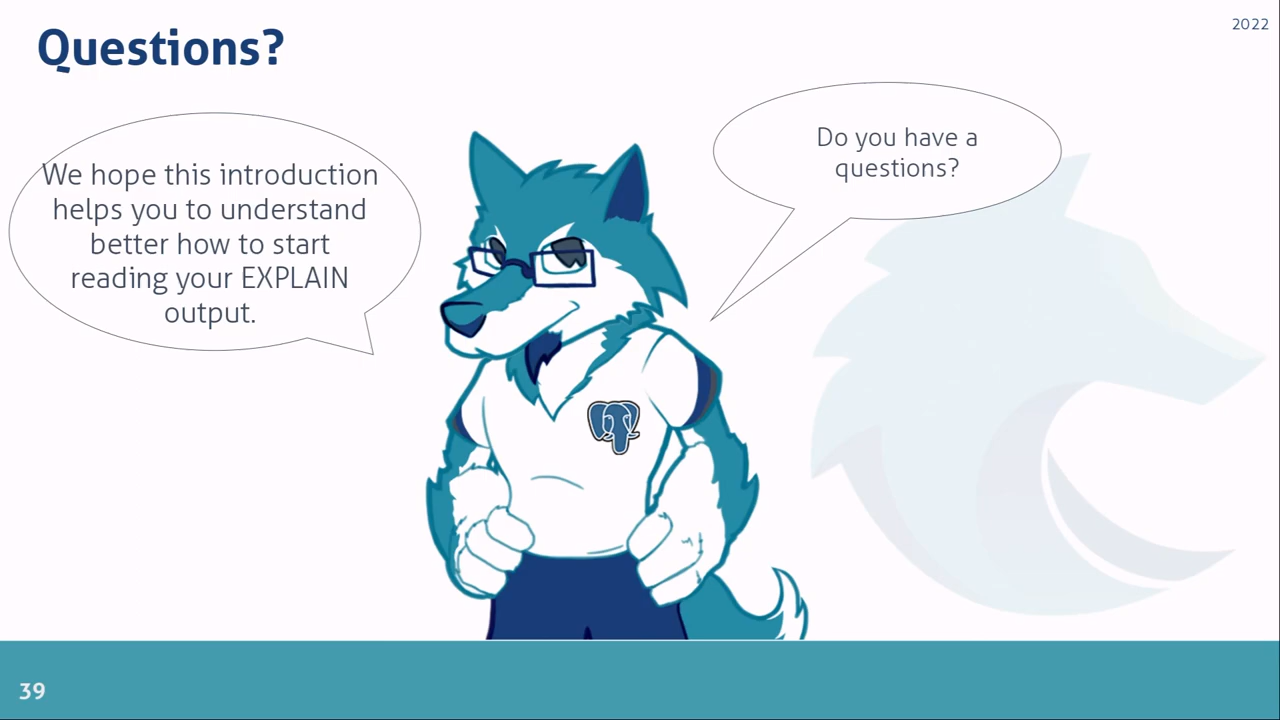 Questions?
2022
We hope this introduction
helps you to understand
better how to start
reading your EXPLAIN
output.
Do you have a
questions?
39